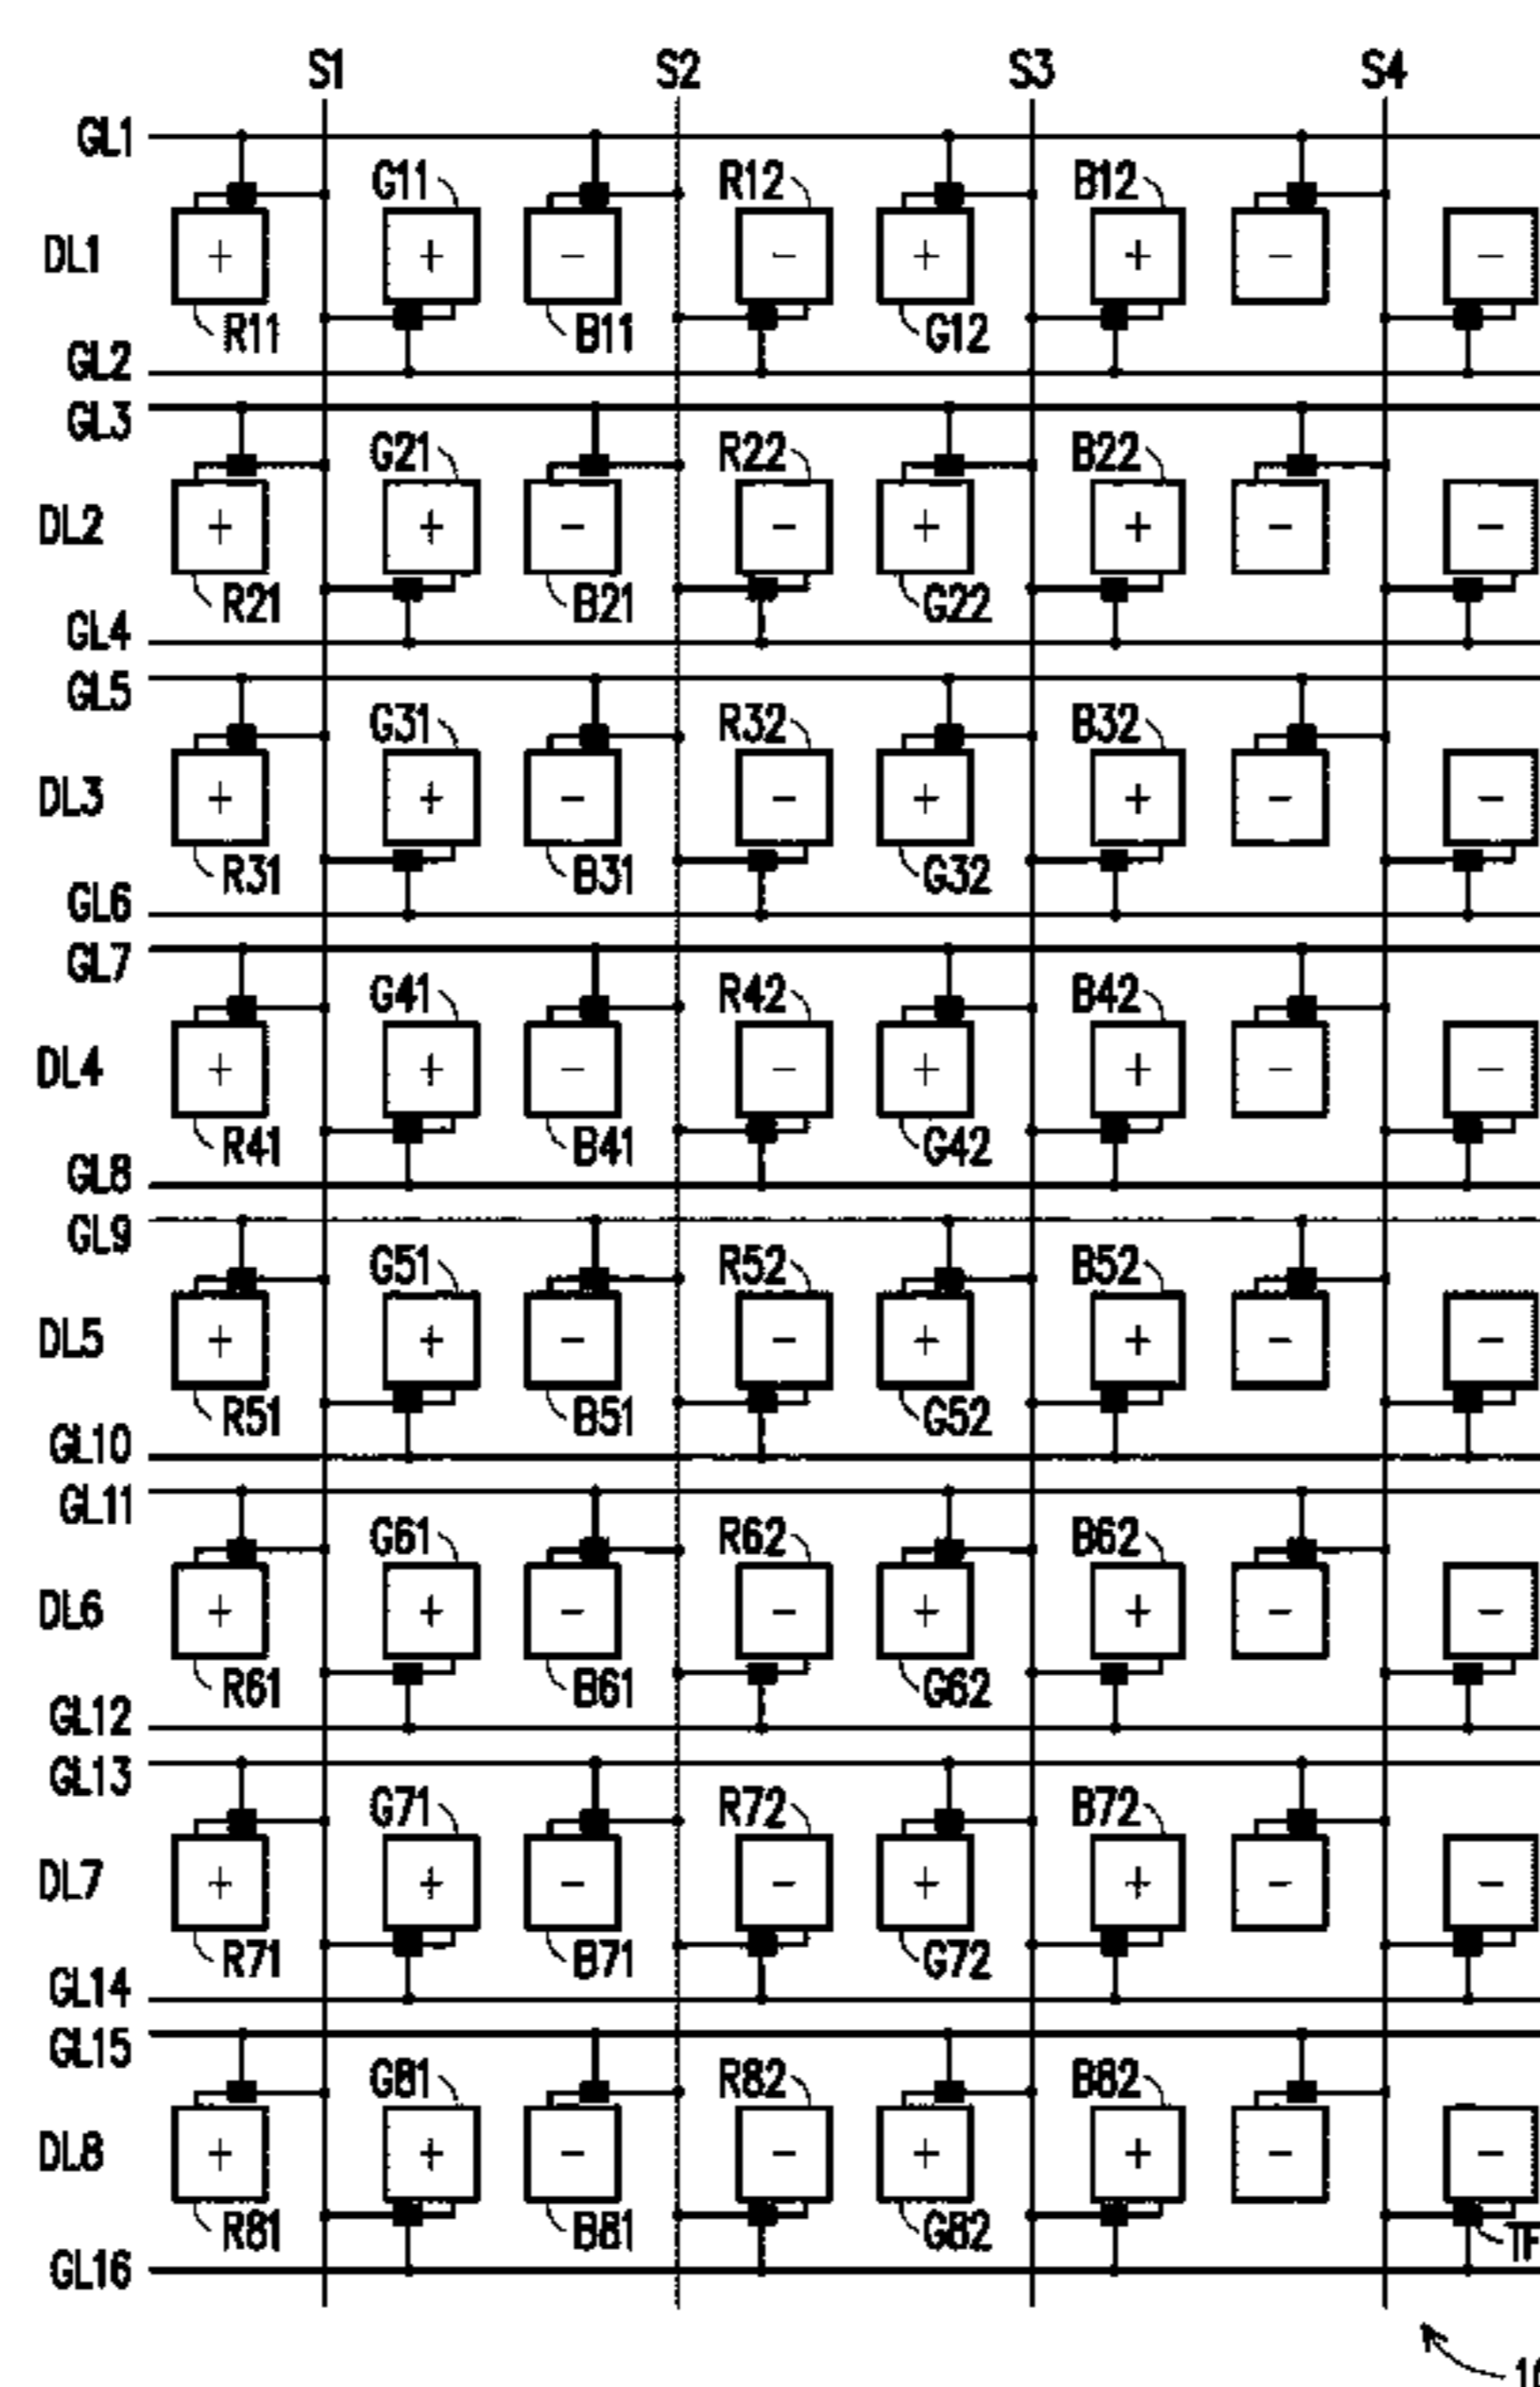 S1 S2 S3 S4
GL1
G11 R12 B12
DL1 + + - - + + - -
R11 B11 G12
GL2
GL3
G21 R22 B22
DL2 + + - - + + - -
R21 B21 G22
GL4
GL5
G31 R32 B32
DL3 + + - - + + - -
R31 B31 G32
GL6
GL7
G41 R42 B42
DL4 + + - - + + - -
R41 B41 G42
GL8
GL9
G51 R52 B52
DL5 + + - - + + - -
R51 B51 G52
GL10
GL11
G61 R62 B62
DL6 + + - - + + - -
R61 B61 G62
GL12
GL13
G71 R72 B72
DL7 + + - - + + - -
R71 B71 G72
GL14
GL15
G81 R82 B82
DL8 + + - - + + - -
R81 B81 G82
TF
GL16